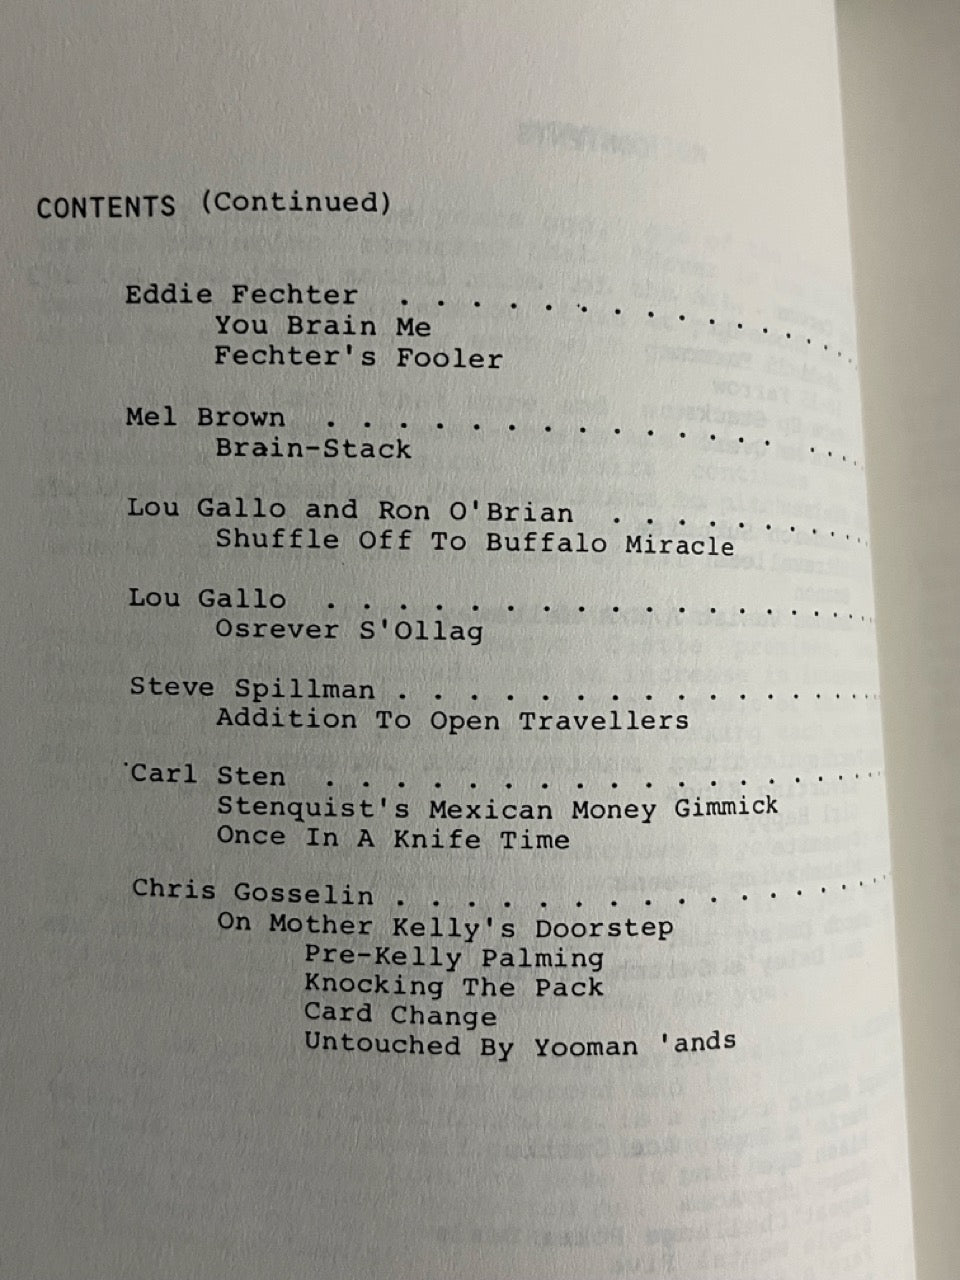 CONTENTS (Continued)
Eddie Fechter . . . . . . . . . . . . . . .
You Brain Me
Fechter's Fooler
Mel Brown . . . . . . . . . . . . . . . . .
Brain-Stack
Lou Gallo and Ron O'Brian . . . . . . . . . . .
Shuffle Off To Buffalo Miracle
Lou Gallo . . . . . . . . . . . . . . . . . .
Osrever S'Ollag
Steve Spillman . . . . . . . . . . . . . . . . .
Addition To Open Travellers
Carl Sten . . . . . . . . . . . . . . . . . . .
Stenquist's Mexican Money Gimmick
Once In A Knife Time
Chris Gosselin . . . . . . . . . . . . . . . . .
On Mother Kelly's Doorstep
Pre-Kelly Palming
Knocking The Pack
Card Change
Untouched By Yooman 'ands